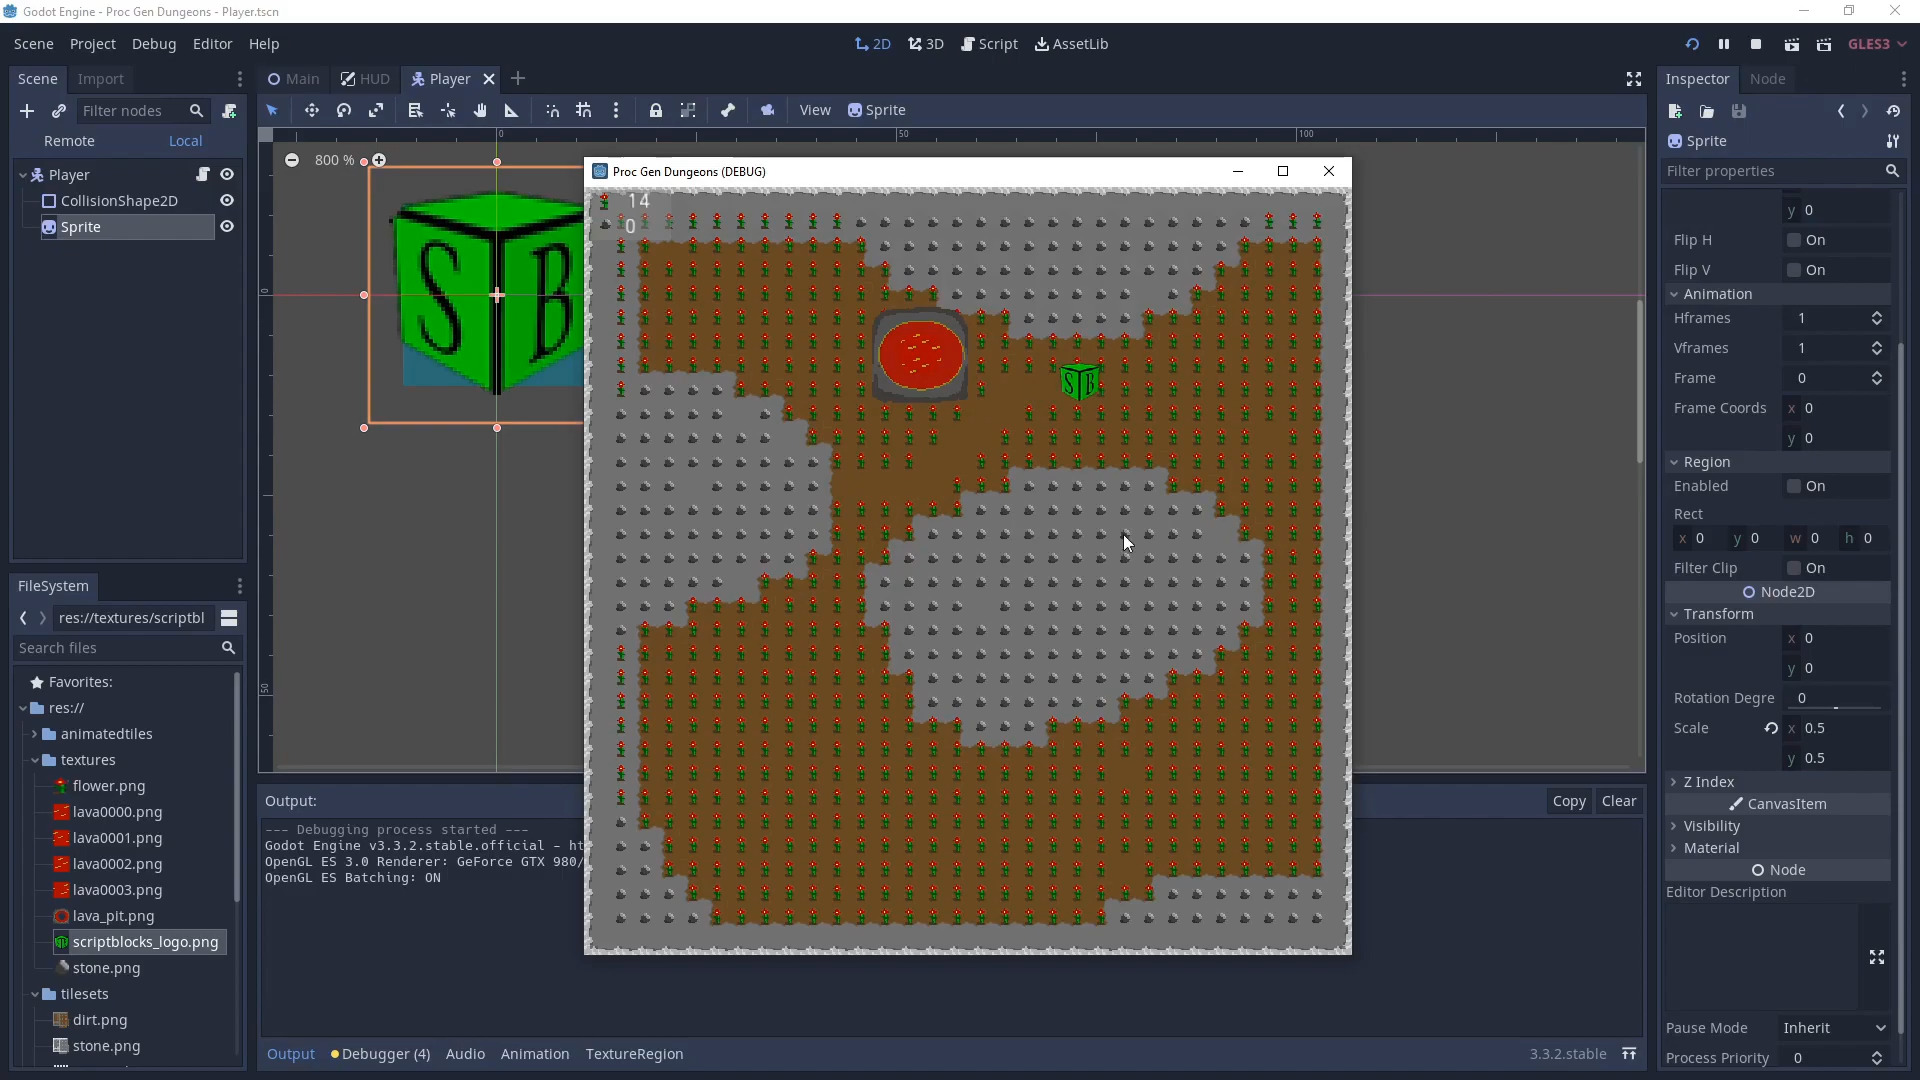 Godot Engine - Proc Gen Dungeons - Player.tscn
Scene Project Debug Editor Help
2D 3D Script AssetLib
GLES3
Scene Import
Main HUD Player
Inspector Node
Filter nodes
View Sprite
Remote Local
Sprite
Filter properties
Player
CollisionShape2D
Sprite
800 %
0 50 100
0
50
S B
Proc Gen Dungeons (DEBUG)
14
0
S B
y 0
Flip H On
Flip V On
Animation
Hframes 1
Vframes 1
Frame 0
Frame Coords x 0
y 0
Region
Enabled On
Rect
x 0 y 0 w 0 h 0
Filter Clip On
Node2D
Transform
Position x 0
y 0
Rotation Degre 0
Scale x 0.5
y 0.5
Z Index
CanvasItem
Visibility
Material
Node
Editor Description
Pause Mode Inherit
Process Priority 0
FileSystem
res://textures/scriptbl
Search files
Favorites:
res://
animatedtiles
textures
flower.png
lava0000.png
lava0001.png
lava0002.png
lava0003.png
lava_pit.png
scriptblocks_logo.png
stone.png
tilesets
dirt.png
stone.png
Output:
Copy Clear
--- Debugging process started ---
Godot Engine v3.3.2.stable.official - ht
OpenGL ES 3.0 Renderer: GeForce GTX 980/
OpenGL ES Batching: ON
Output Debugger (4) Audio Animation TextureRegion
3.3.2.stable